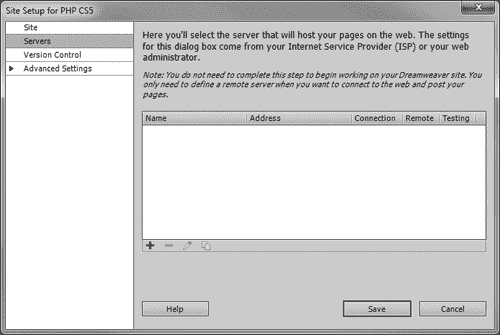 Site Setup for PHP CS5
Site
Servers
Version Control
Advanced Settings
Here you'll select the server that will host your pages on the web. The settings
for this dialog box come from your Internet Service Provider (ISP) or your web
administrator.
Note: You do not need to complete this step to begin working on your Dreamweaver site. You
only need to define a remote server when you want to connect to the web and post your
pages.
Name Address Connection Remote Testing
Help Save Cancel